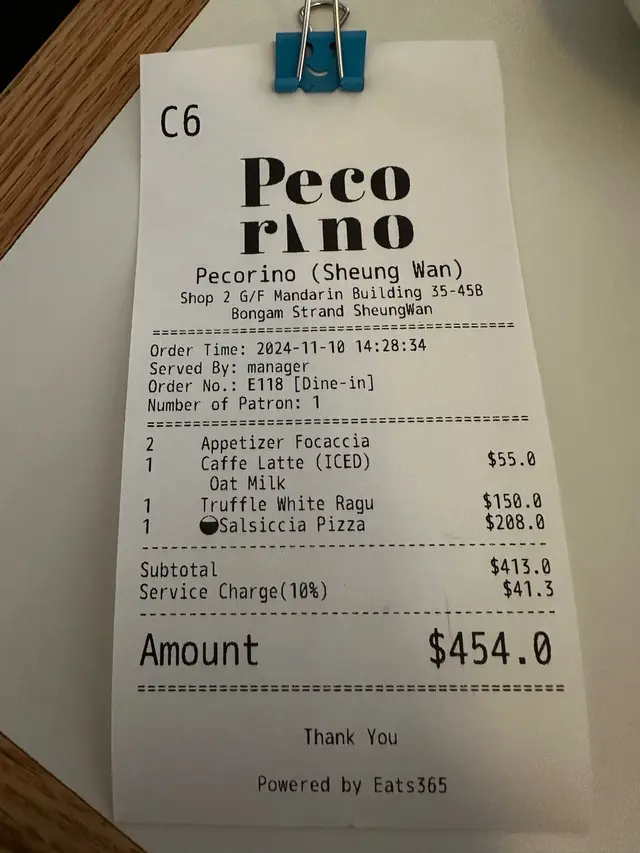 C6
Peco
rino
Pecorino (Sheung Wan)
Shop 2 G/F Mandarin Building 35-45B
Bongam Strand SheungWan
Order Time: 2024-11-10 14:28:34
Served By: manager
Order No.: E118 [Dine-in]
Number of Patron: 1
2 Appetizer Focaccia
1 Caffe Latte (ICED) $55.0
Oat Milk
1 Truffle White Ragu $150.0
1 Salsiccia Pizza $208.0
Subtotal $413.0
Service Charge(10%) $41.3
Amount $454.0
Thank You
Powered by Eats365